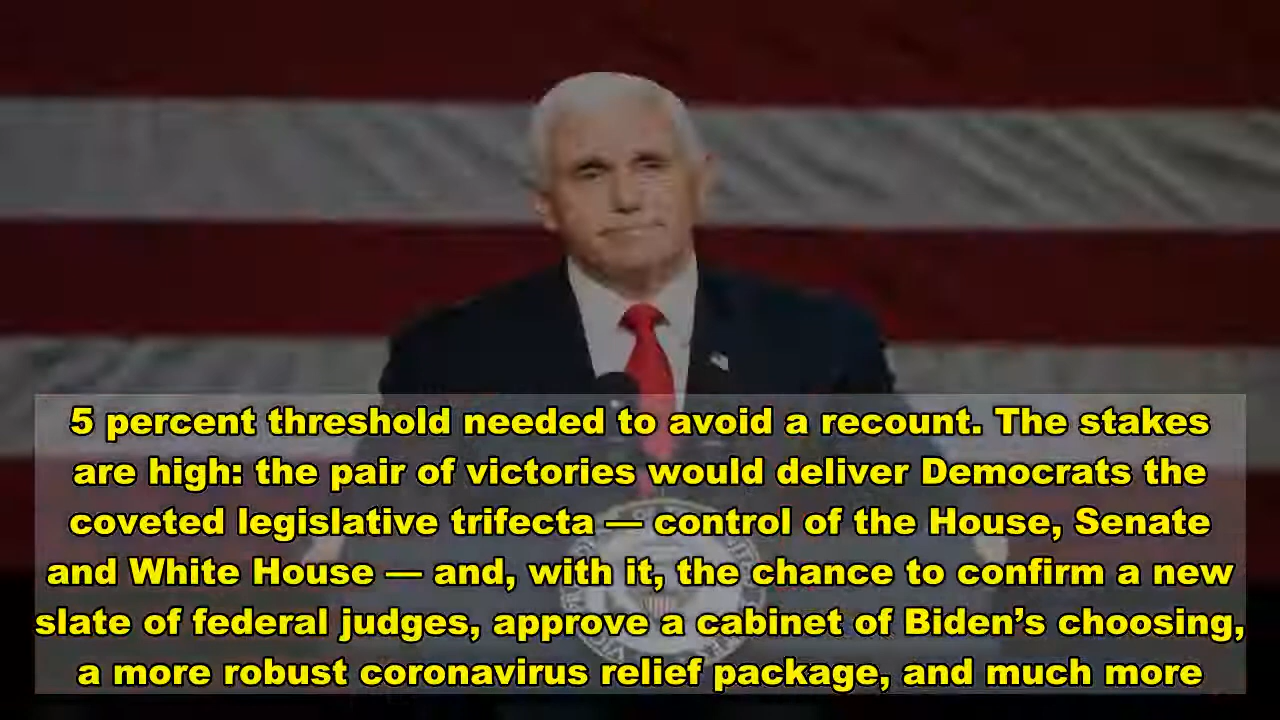 5 percent threshold needed to avoid a recount. The stakes
are high: the pair of victories would deliver Democrats the
coveted legislative trifecta — control of the House, Senate
and White House — and, with it, the chance to confirm a new
slate of federal judges, approve a cabinet of Biden’s choosing,
a more robust coronavirus relief package, and much more